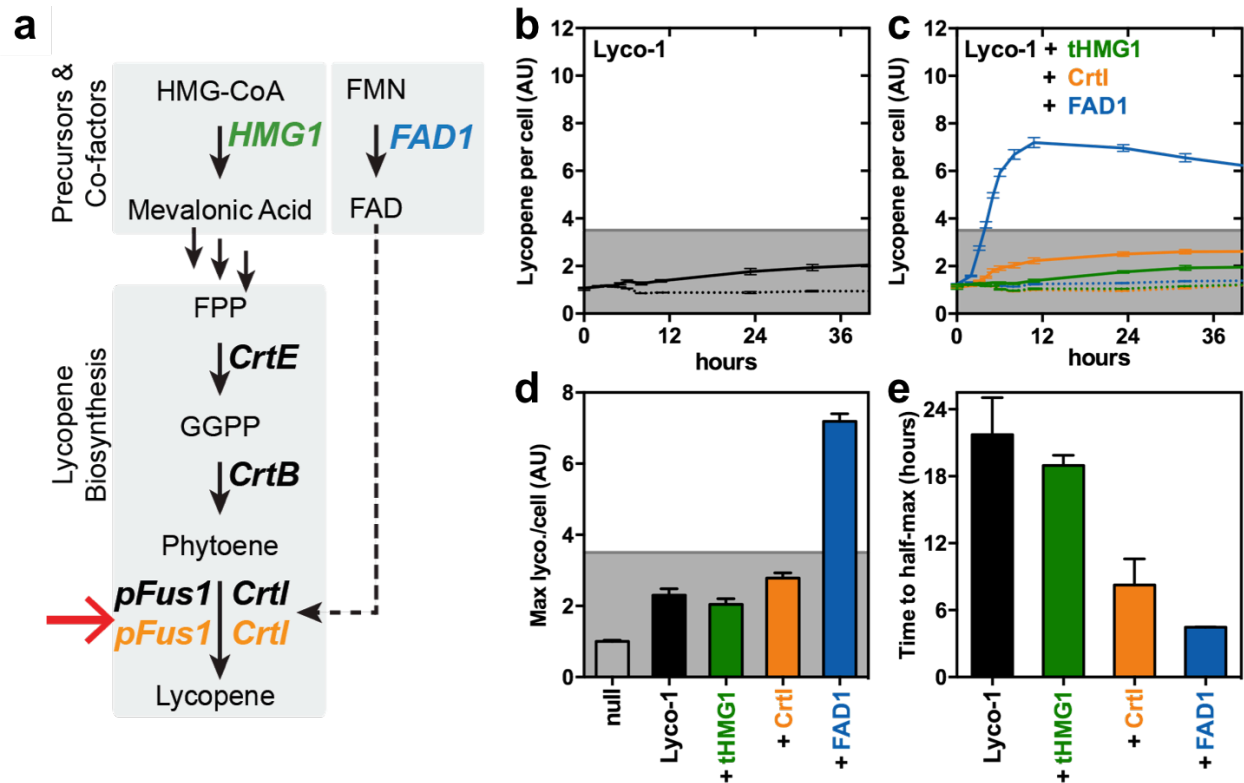 a
Precursors &
Co-factors
HMG-CoA
HMG1
Mevalonic Acid
FMN
FAD1
FAD
Lycopene
Biosynthesis
FPP
CrtE
GGPP
CrtB
Phytoene
pFus1 CrtI
pFus1 CrtI
Lycopene
b
Lyco-1
Lycopene per cell (AU)
12
10
8
6
4
2
0
0 12 24 36
hours
c
Lyco-1 + tHMG1
+ CrtI
+ FAD1
Lycopene per cell (AU)
12
10
8
6
4
2
0
0 12 24 36
hours
d
Max lyco./cell (AU)
8
6
4
2
0
null
Lyco-1
+ tHMG1
+ CrtI
+ FAD1
e
Time to half-max (hours)
24
18
12
6
0
Lyco-1
+ tHMG1
+ CrtI
+ FAD1